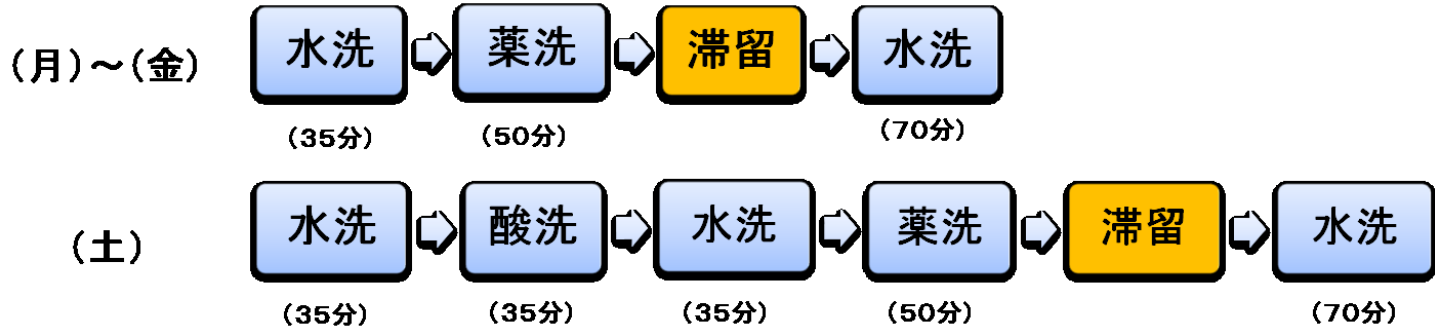 (月)～(金) 水洗 薬洗 滞留 水洗
(35分) (50分) (70分)
(土) 水洗 酸洗 水洗 薬洗 滞留 水洗
(35分) (35分) (35分) (50分) (70分)